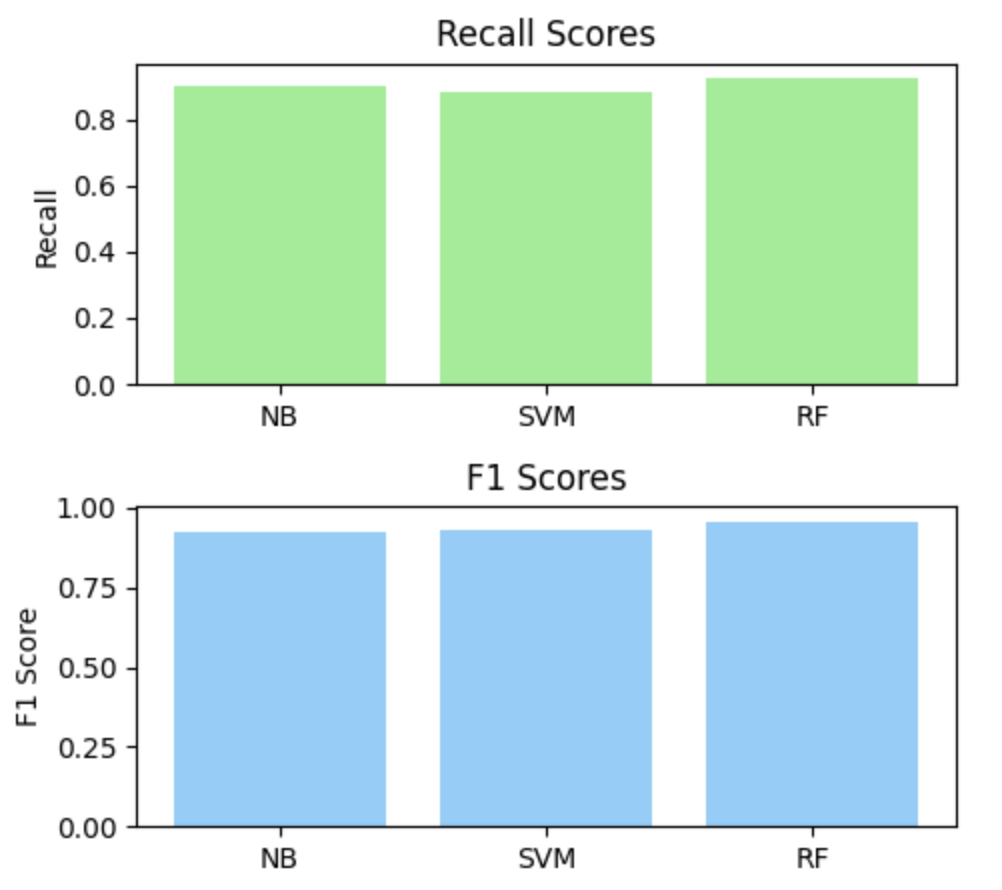 Recall Scores
Recall
0.8
0.6
0.4
0.2
0.0
NB SVM RF
F1 Scores
F1 Score
1.00
0.75
0.50
0.25
0.00
NB SVM RF